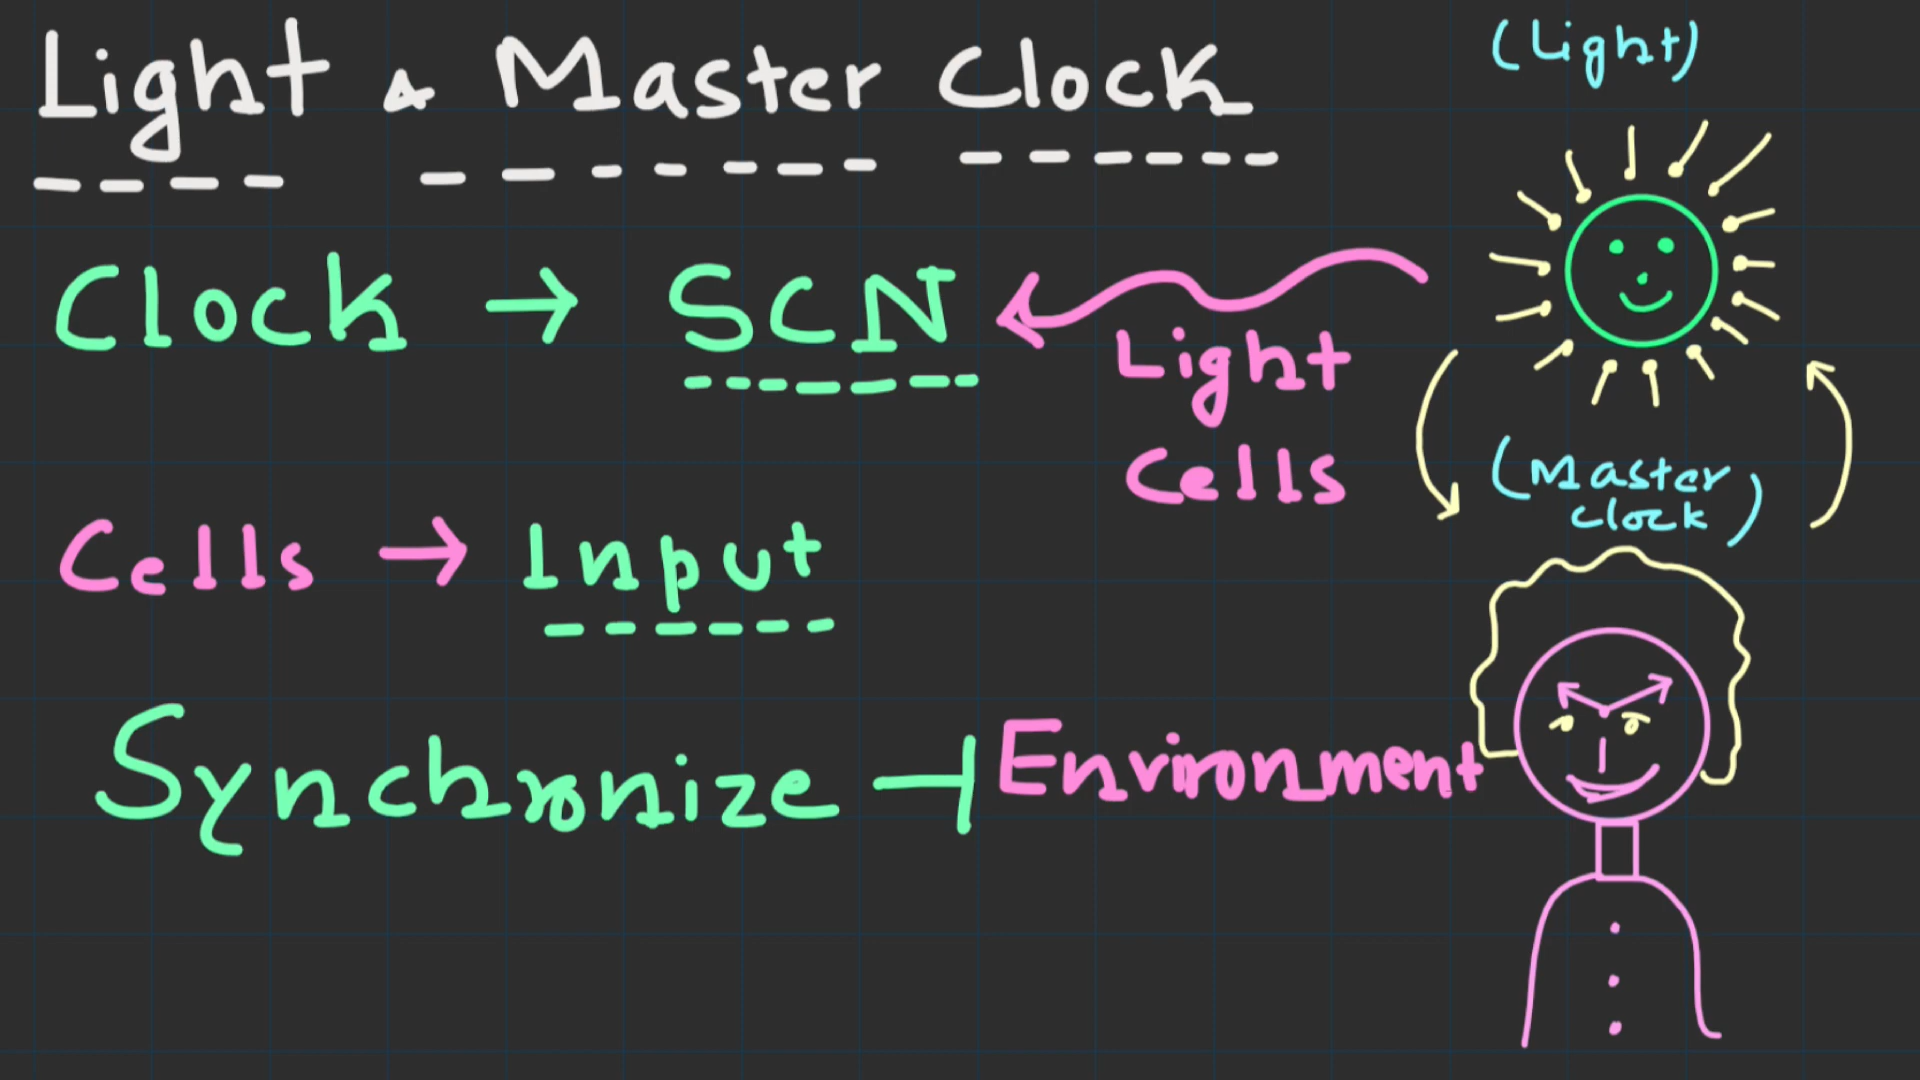 Light & Master Clock
(Light)
Clock → SCN
Light
Cells
(Master
clock)
Cells → Input
Synchronize
Environment